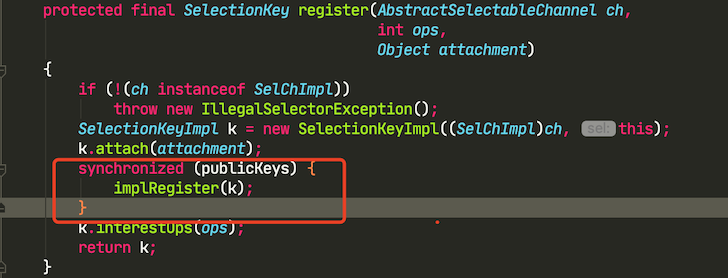 protected final SelectionKey register(AbstractSelectableChannel ch,
int ops,
Object attachment)
{
if (!(ch instanceof SelChImpl))
throw new IllegalSelectorException();
SelectionKeyImpl k = new SelectionKeyImpl((SelChImpl)ch, sel: this);
k.attach(attachment);
synchronized (publicKeys) {
implRegister(k);
}
k.interestOps(ops);
return k;
}